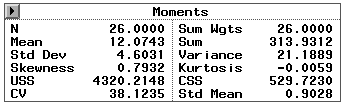 Moments
N 26.0000 Sum Wgts 26.0000
Mean 12.0743 Sum 313.9312
Std Dev 4.6031 Variance 21.1889
Skewness 0.7932 Kurtosis -0.0059
USS 4320.2148 CSS 529.7230
CV 38.1235 Std Mean 0.9028